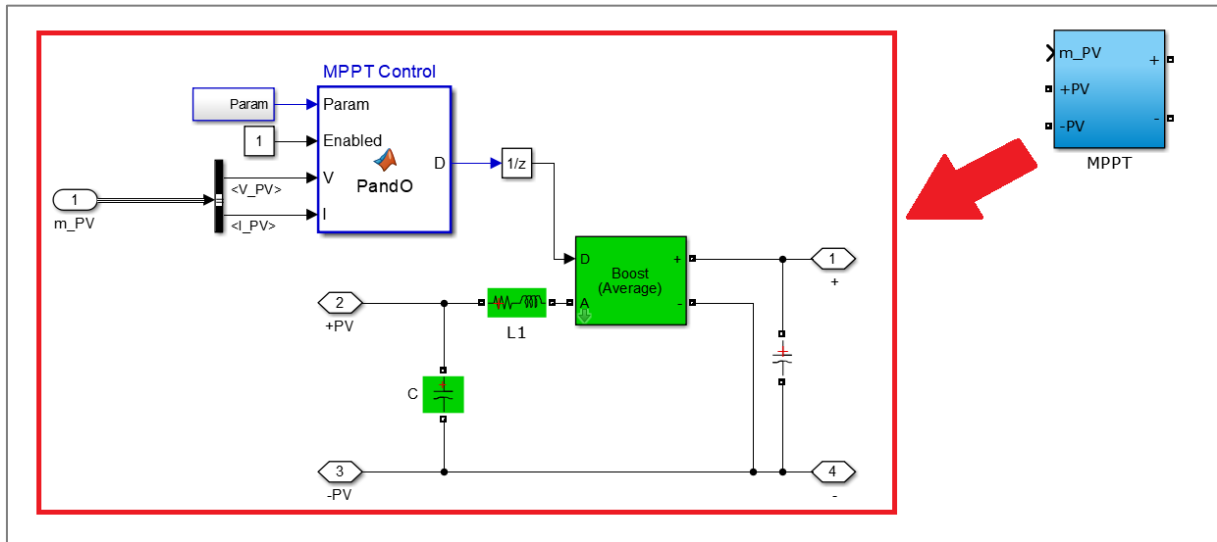 MPPT Control
Param
Param
1
Enabled
V
I
D
PandO
1/z
<V_PV>
<I_PV>
1
m_PV
D
A
Boost
(Average)
+
-
1
+
2
+PV
L1
C
3
-PV
4
-
m_PV
+PV
-PV
+
-
MPPT